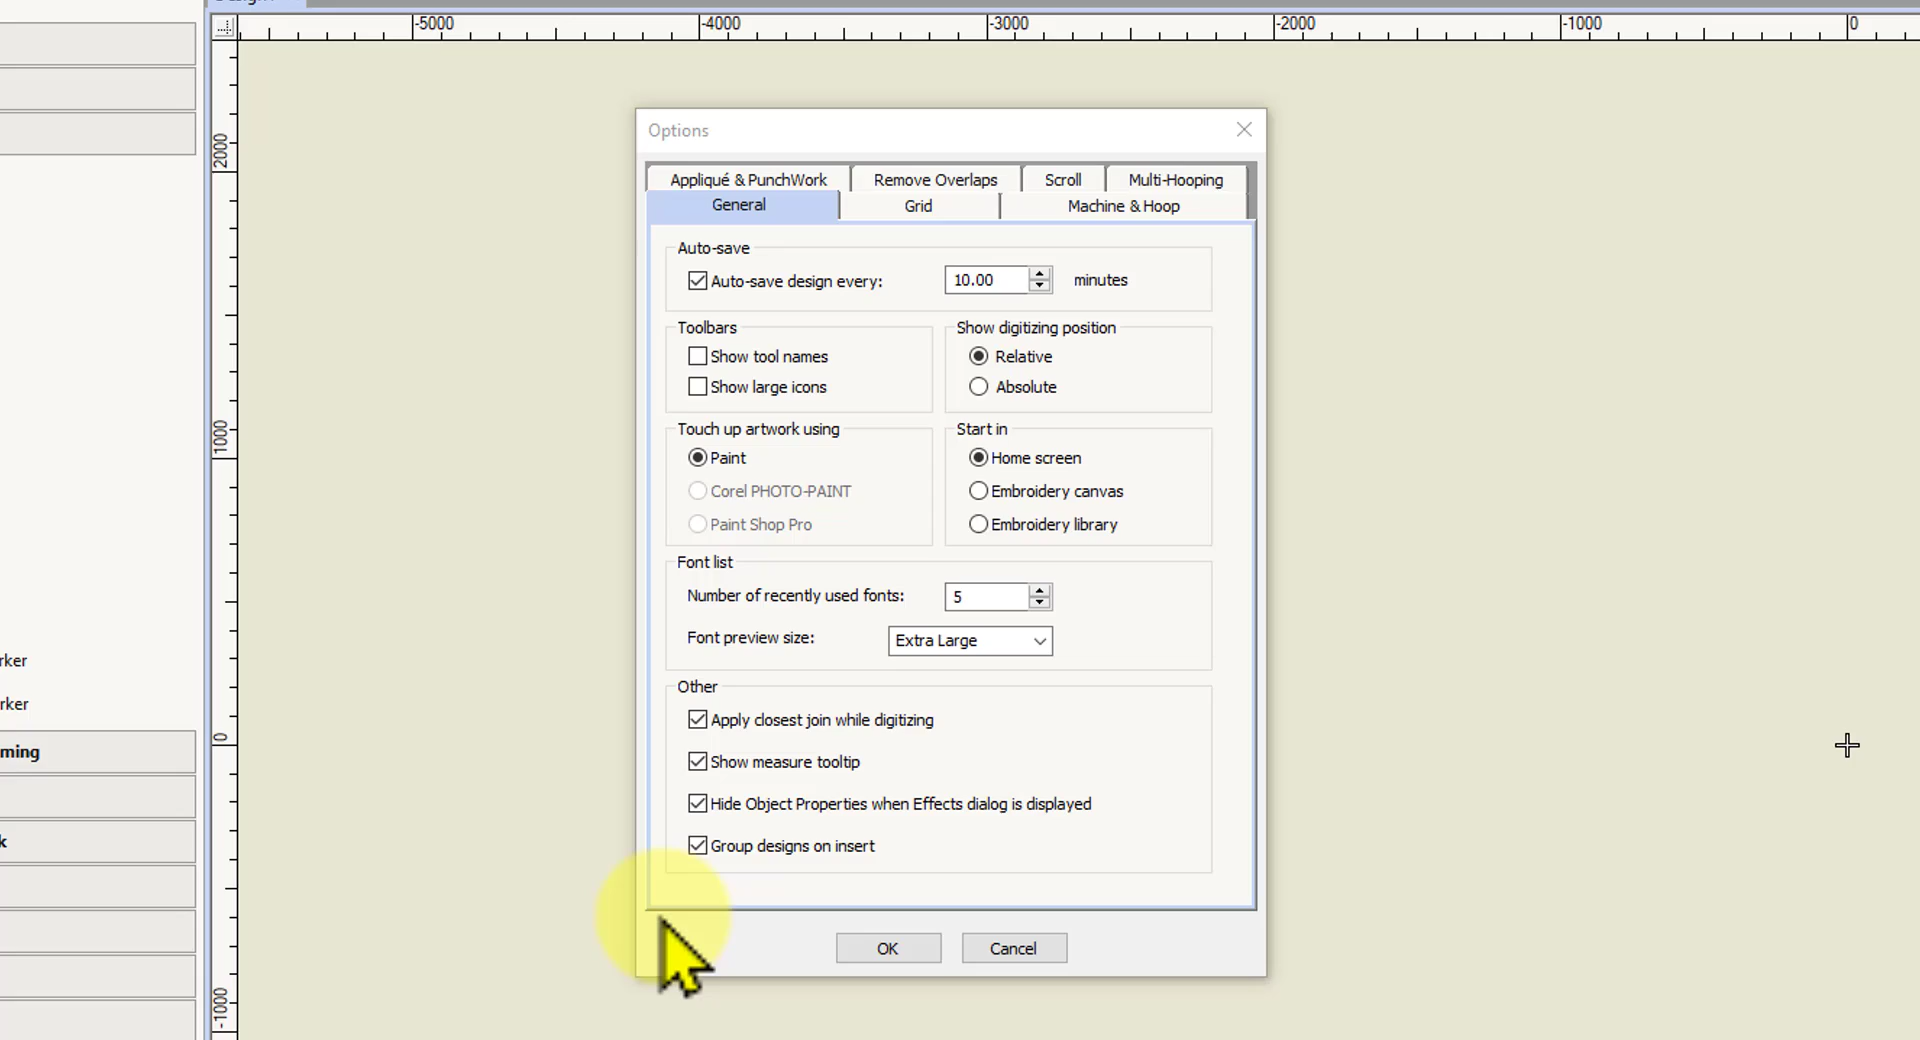 -5000 -4000 -3000 -2000 -1000 0
2000
1000
0
-1000
ming
Options
Appliqué & PunchWork Remove Overlaps Scroll Multi-Hooping
General Grid Machine & Hoop
Auto-save
Auto-save design every: 10.00 minutes
Toolbars
Show tool names
Show large icons
Show digitizing position
Relative
Absolute
Touch up artwork using
Paint
Corel PHOTO-PAINT
Paint Shop Pro
Start in
Home screen
Embroidery canvas
Embroidery library
Font list
Number of recently used fonts: 5
Font preview size: Extra Large
Other
Apply closest join while digitizing
Show measure tooltip
Hide Object Properties when Effects dialog is displayed
Group designs on insert
OK Cancel
rker
rker
k